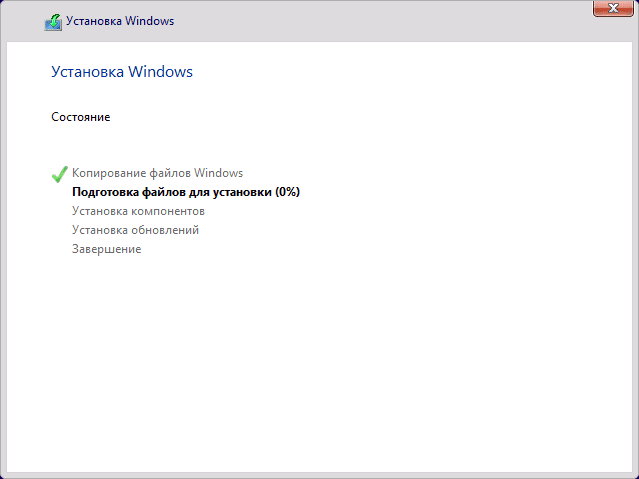 Установка Windows
Установка Windows
Состояние
Копирование файлов Windows
Подготовка файлов для установки (0%)
Установка компонентов
Установка обновлений
Завершение